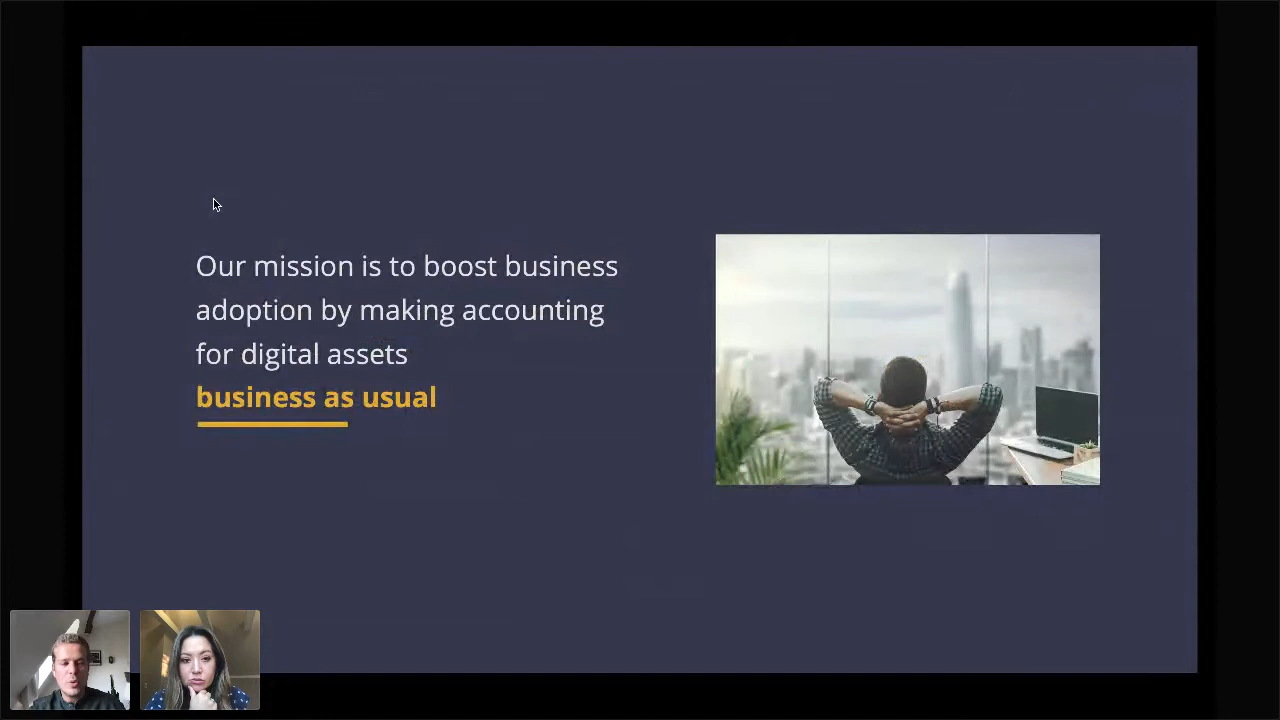 Our mission is to boost business
adoption by making accounting
for digital assets
business as usual